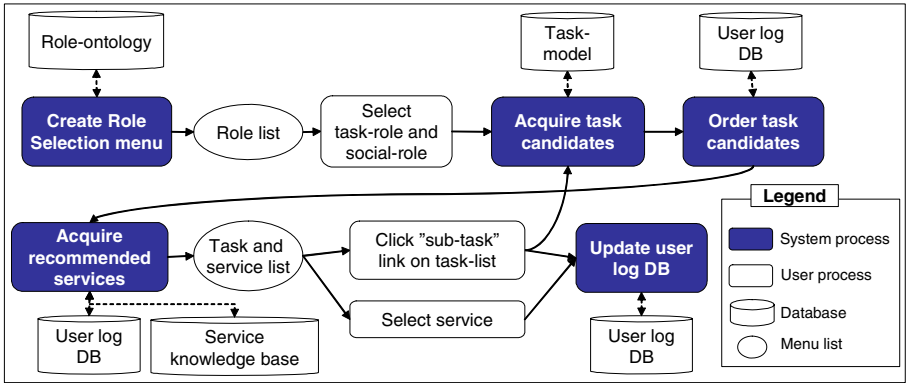 Role-ontology
Task-
model
User log
DB
Create Role
Selection menu
Role list
Select
task-role and
social-role
Acquire task
candidates
Order task
candidates
Acquire
recommended
services
Task and
service list
Click ”sub-task”
link on task-list
Select service
Update user
log DB
User log
DB
Service
knowledge base
User log
DB
Legend
System process
User process
Database
Menu list